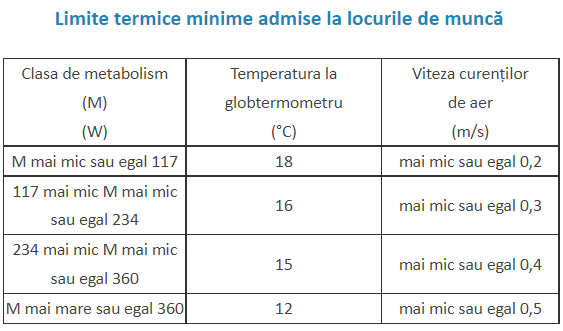 Limite termice minime admise la locurile de muncă
Clasa de metabolism
(M)
(W)
Temperatura la
globtermometru
(°C)
Viteza curenților
de aer
(m/s)
M mai mic sau egal 117
18
mai mic sau egal 0,2
117 mai mic M mai mic
sau egal 234
16
mai mic sau egal 0,3
234 mai mic M mai mic
sau egal 360
15
mai mic sau egal 0,4
M mai mare sau egal 360
12
mai mic sau egal 0,5